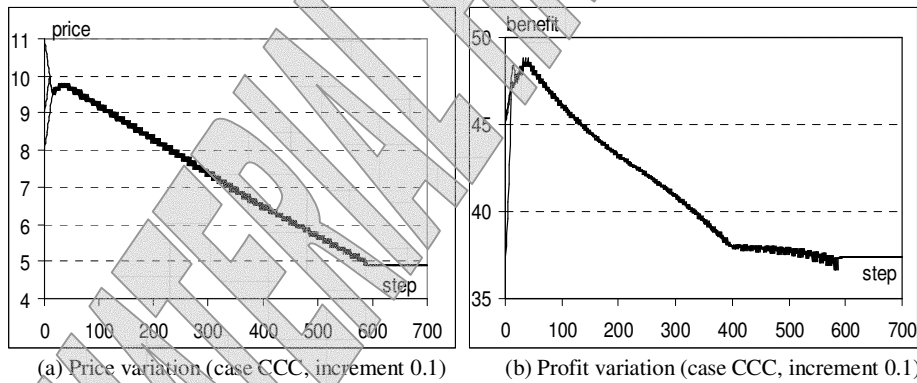 price
11
10
9
8
7
6
5
4
0 100 200 300 400 500 600 700
step
(a) Price variation (case CCC, increment 0.1)
benefit
50
45
40
35
0 100 200 300 400 500 600 700
step
(b) Profit variation (case CCC, increment 0.1)